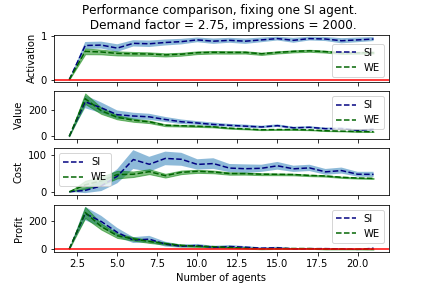 Performance comparison, fixing one SI agent.
Demand factor = 2.75, impressions = 2000.
Activation
1
0
SI
WE
Value
200
0
SI
WE
Cost
100
0
SI
WE
Profit
200
0
SI
WE
2.5 5.0 7.5 10.0 12.5 15.0 17.5 20.0
Number of agents